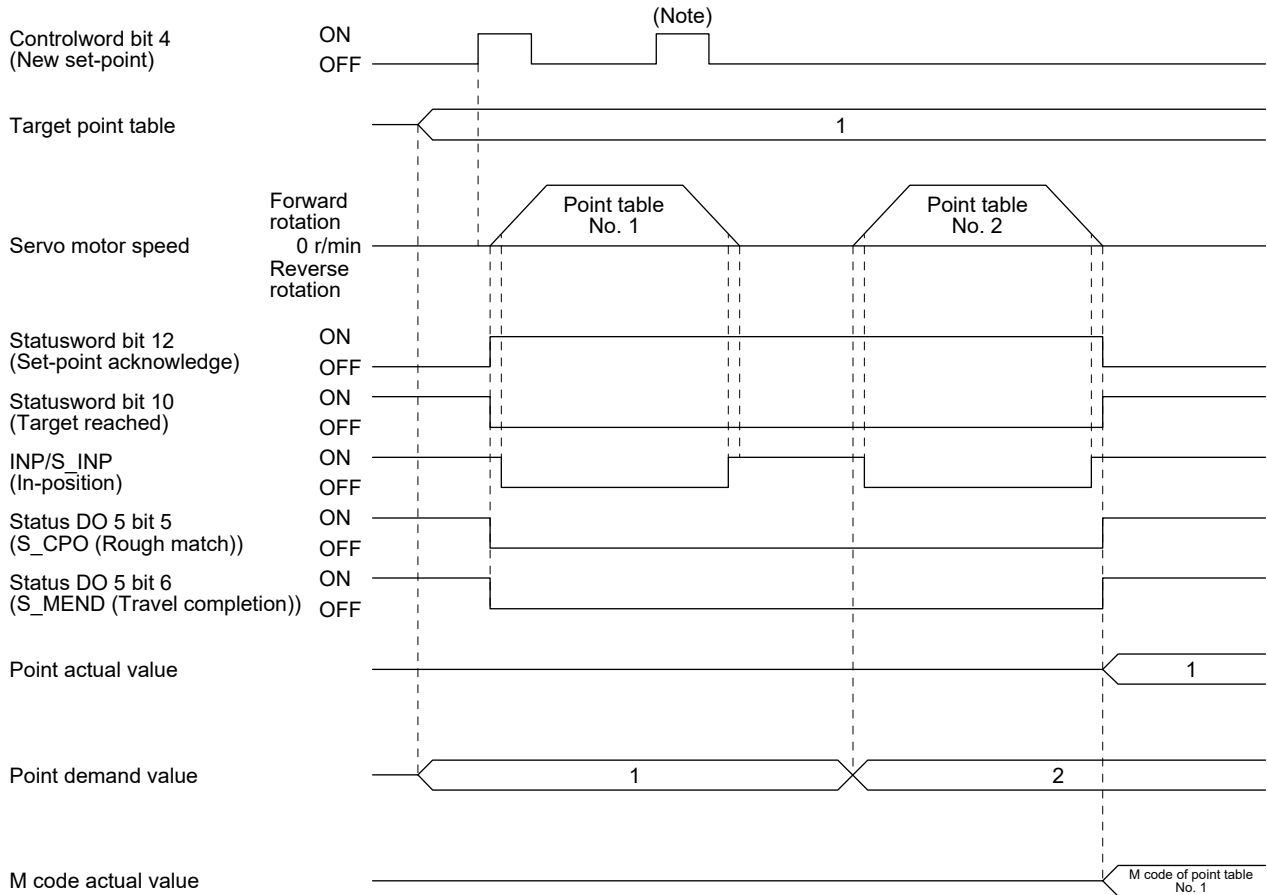 (Note)
Controlword bit 4
(New set-point)
ON
OFF
Target point table
1
Servo motor speed
Forward
rotation
0 r/min
Reverse
rotation
Point table
No. 1
Point table
No. 2
Statusword bit 12
(Set-point acknowledge)
ON
OFF
Statusword bit 10
(Target reached)
ON
OFF
INP/S_INP
(In-position)
ON
OFF
Status DO 5 bit 5
(S_CPO (Rough match))
ON
OFF
Status DO 5 bit 6
(S_MEND (Travel completion))
ON
OFF
Point actual value
1
Point demand value
1
2
M code actual value
M code of point table
No. 1